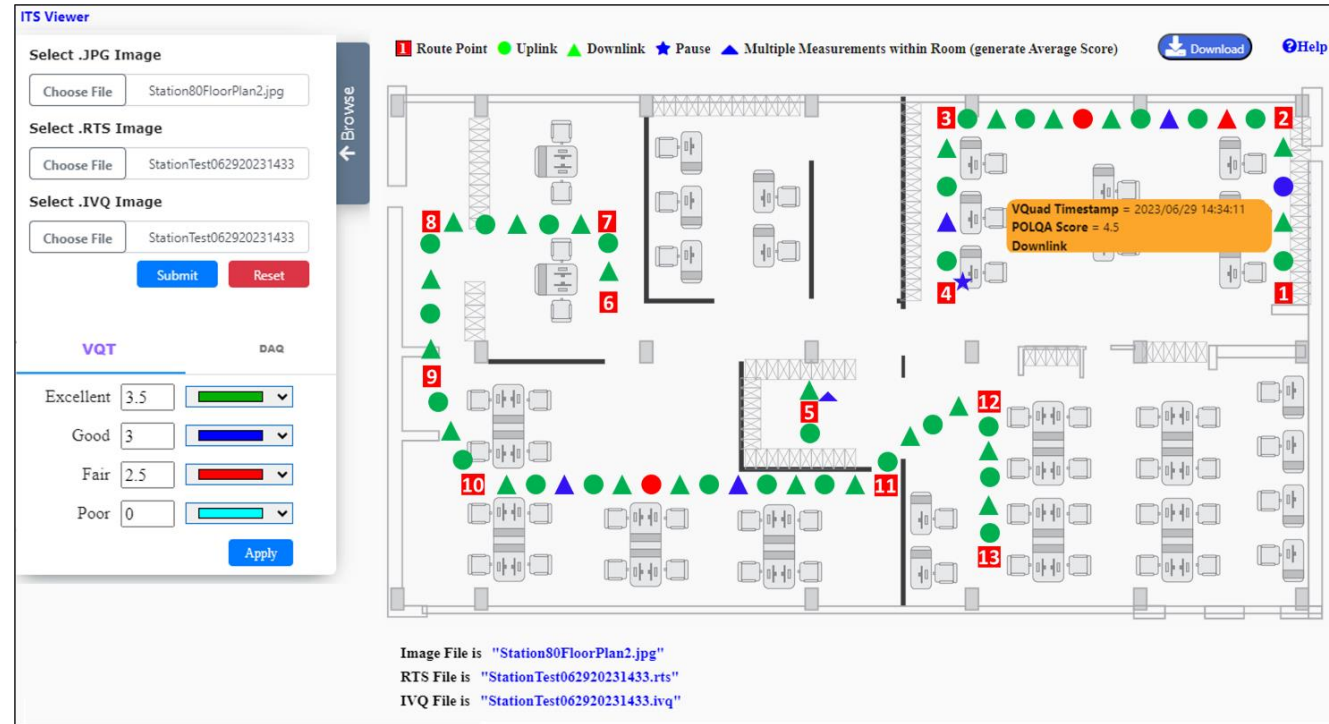 ITS Viewer
Select .JPG Image
Choose File Station80FloorPlan2.jpg
Select .RTS Image
Choose File StationTest062920231433
Select .IVQ Image
Choose File StationTest062920231433
Submit Reset
← Browse
VQT DAQ
Excellent 3.5
Good 3
Fair 2.5
Poor 0
Apply
1 Route Point Uplink Downlink Pause Multiple Measurements within Room (generate Average Score) Download ?Help
3 2
8 7
VQuad Timestamp = 2023/06/29 14:34:11
POLQA Score = 4.5
Downlink
6 4 1
9
5 12
10 11
13
Image File is "Station80FloorPlan2.jpg"
RTS File is "StationTest062920231433.rts"
IVQ File is "StationTest062920231433.ivq"